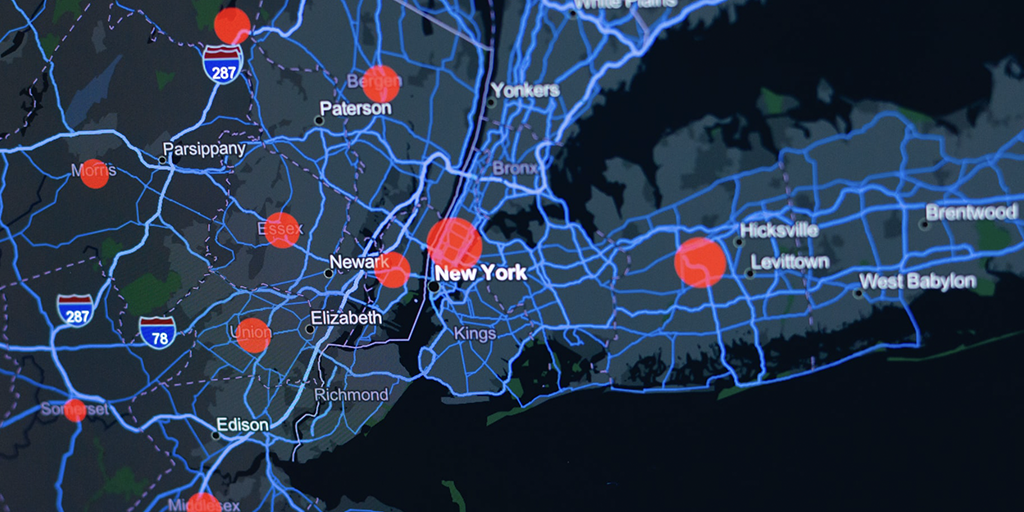 White Plains
287
Bergen
Yonkers
Paterson
Parsippany
Bronx
Morris
Brentwood
Essex
Hicksville
Newark
Levittown
New York
West Babylon
287
Elizabeth
78
Union
Kings
Richmond
Somerset
Edison
Middlesex